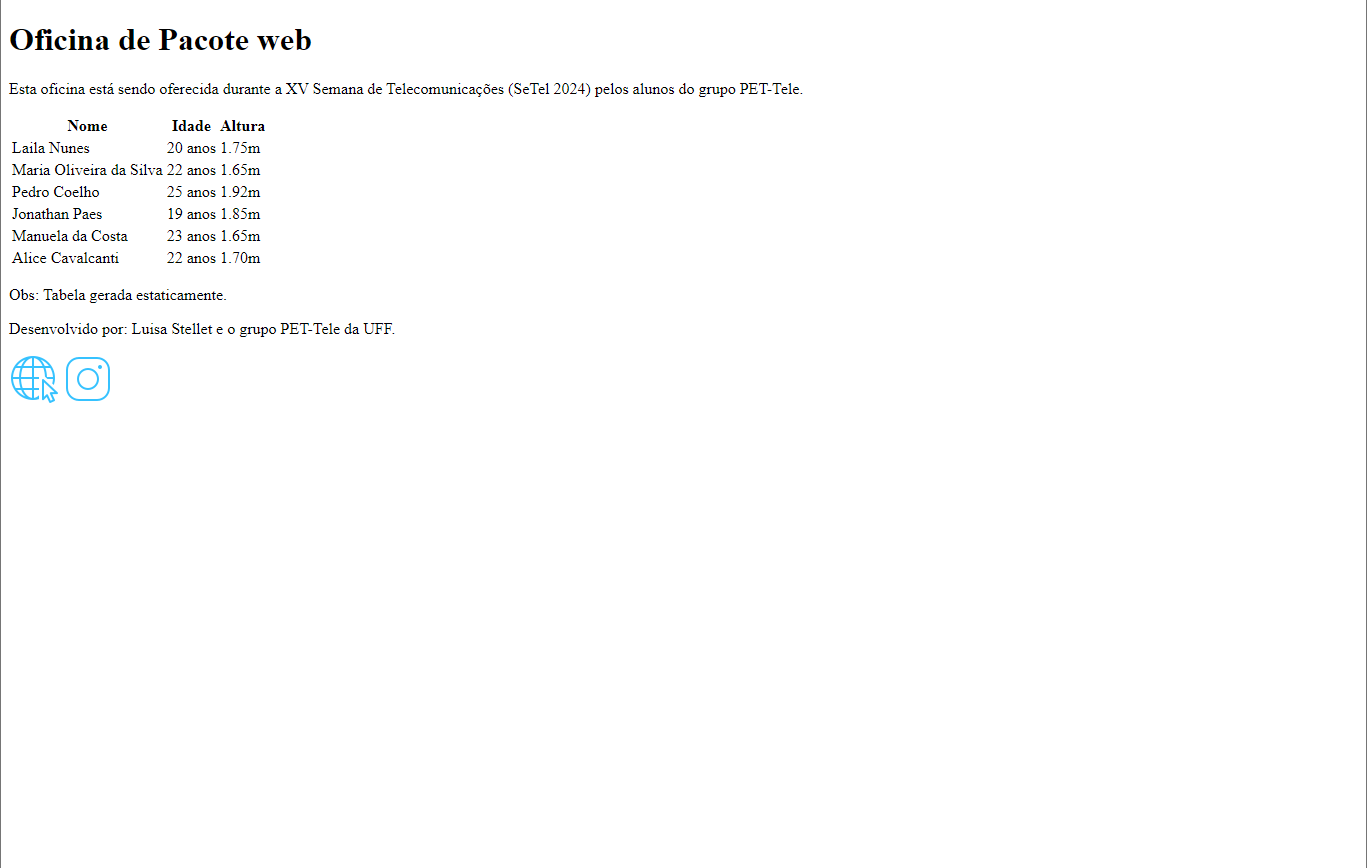 Oficina de Pacote web
Esta oficina está sendo oferecida durante a XV Semana de Telecomunicações (SeTel 2024) pelos alunos do grupo PET-Tele.
Nome Idade Altura
Laila Nunes 20 anos 1.75m
Maria Oliveira da Silva 22 anos 1.65m
Pedro Coelho 25 anos 1.92m
Jonathan Paes 19 anos 1.85m
Manuela da Costa 23 anos 1.65m
Alice Cavalcanti 22 anos 1.70m
Obs: Tabela gerada estaticamente.
Desenvolvido por: Luisa Stellet e o grupo PET-Tele da UFF.